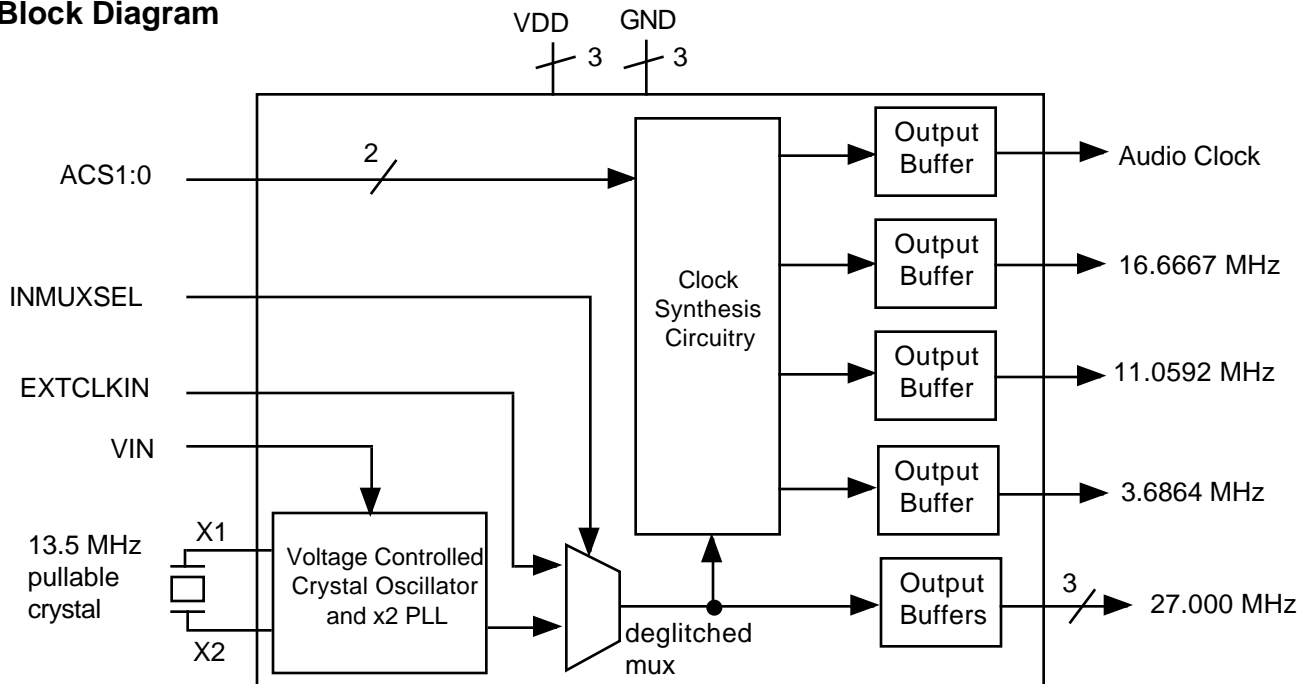 Block Diagram
VDD
GND
3
3
ACS1:0
2
INMUXSEL
EXTCLKIN
VIN
13.5 MHz
pullable
crystal
X1
X2
Voltage Controlled
Crystal Oscillator
and x2 PLL
deglitched
mux
Clock
Synthesis
Circuitry
Output
Buffer
Audio Clock
Output
Buffer
16.6667 MHz
Output
Buffer
11.0592 MHz
Output
Buffer
3.6864 MHz
Output
Buffers
3
27.000 MHz